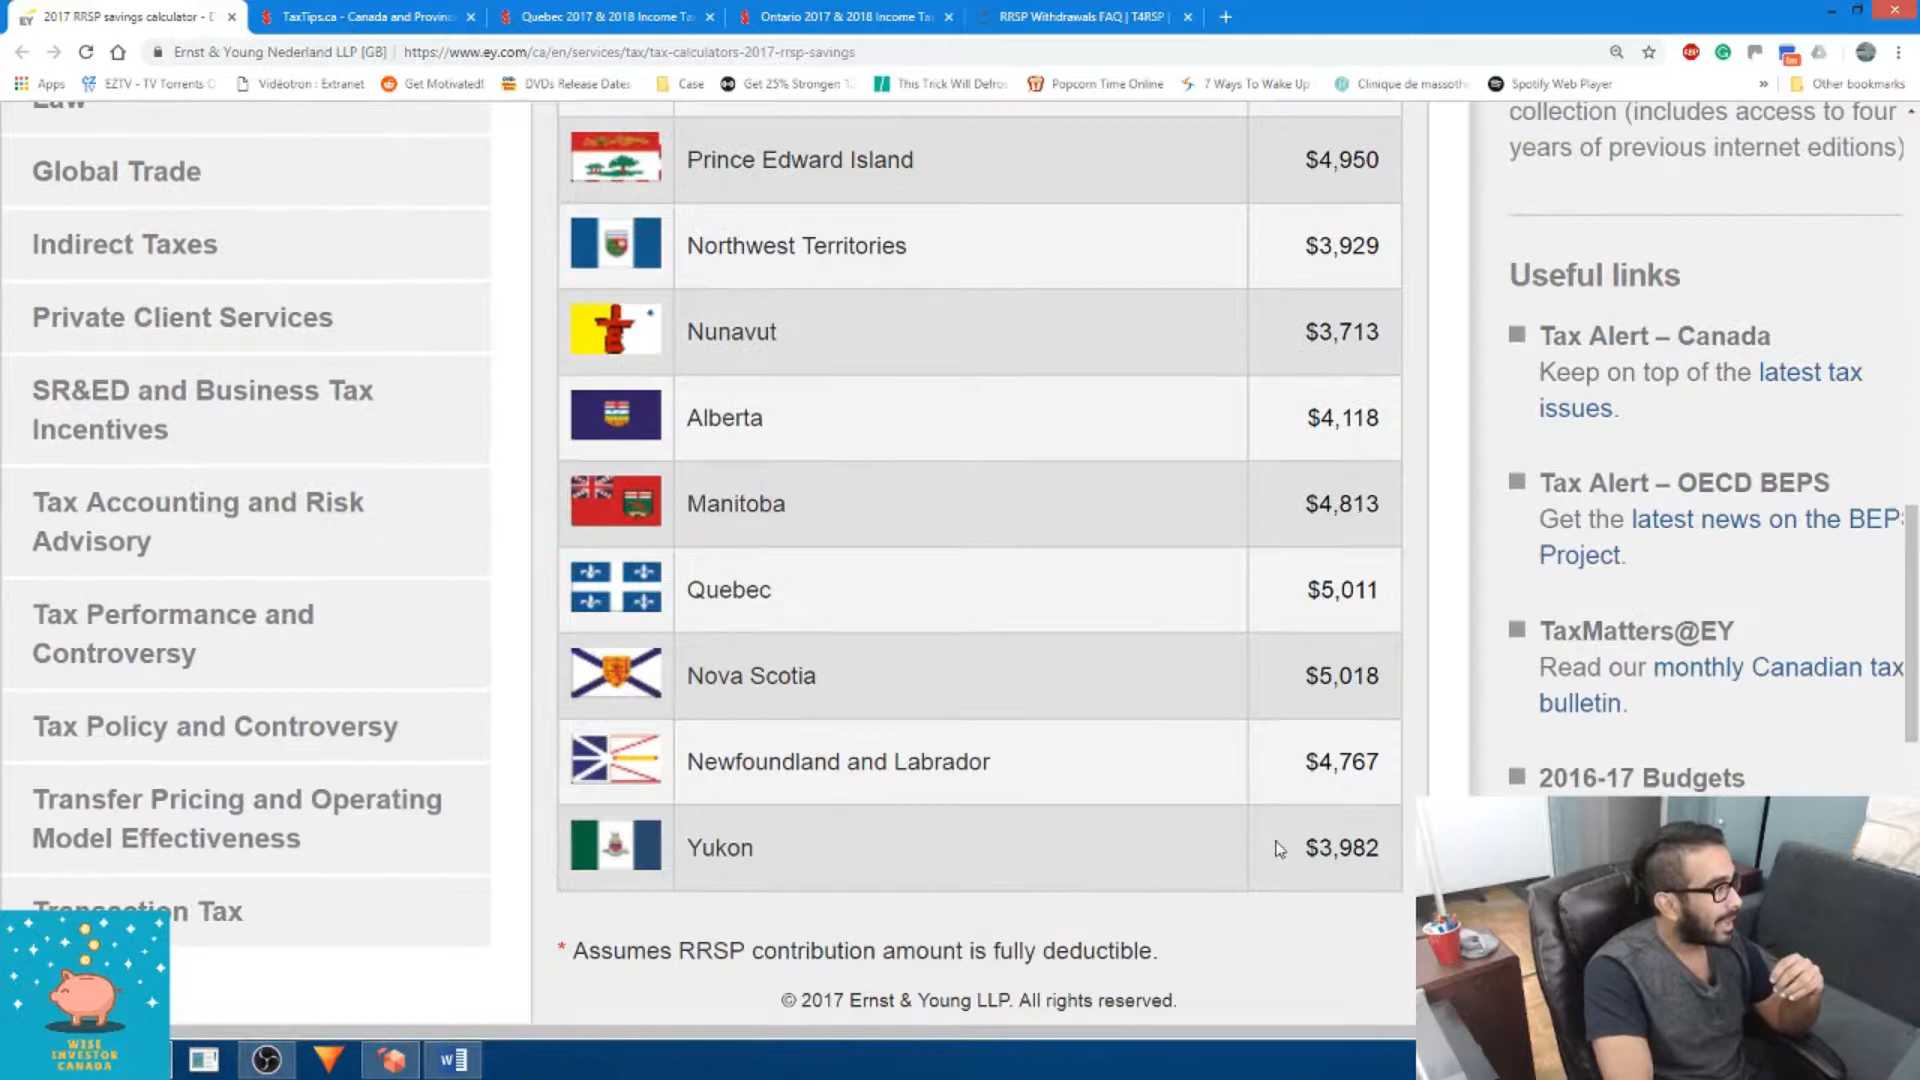 2017 RRSP savings calculator - E
TaxTips.ca - Canada and Provinc
Quebec 2017 & 2018 Income Ta
Ontario 2017 & 2018 Income Ta
RRSP Withdrawals FAQ | T4RSP |
Ernst & Young Nederland LLP [GB]
https://www.ey.com/ca/en/services/tax/tax-calculators-2017-rrsp-savings
Apps
EZTV - TV Torrents O
Vidéotron : Extranet
Get Motivated!
DVDs Release Dates
Case
Get 25% Stronger: 1
This Trick Will Defros
Popcorn Time Online
7 Ways To Wake Up
Clinique de massoth
Spotify Web Player
»
Other bookmarks
Law
Global Trade
Indirect Taxes
Private Client Services
SR&ED and Business Tax
Incentives
Tax Accounting and Risk
Advisory
Tax Performance and
Controversy
Tax Policy and Controversy
Transfer Pricing and Operating
Model Effectiveness
Transaction Tax
Prince Edward Island $4,950
Northwest Territories $3,929
Nunavut $3,713
Alberta $4,118
Manitoba $4,813
Quebec $5,011
Nova Scotia $5,018
Newfoundland and Labrador $4,767
Yukon $3,982
* Assumes RRSP contribution amount is fully deductible.
© 2017 Ernst & Young LLP. All rights reserved.
collection (includes access to four
years of previous internet editions)
Useful links
Tax Alert – Canada
Keep on top of the latest tax
issues.
Tax Alert – OECD BEPS
Get the latest news on the BEPS
Project.
TaxMatters@EY
Read our monthly Canadian tax
bulletin.
2016-17 Budgets
WISE
INVESTOR
CANADA